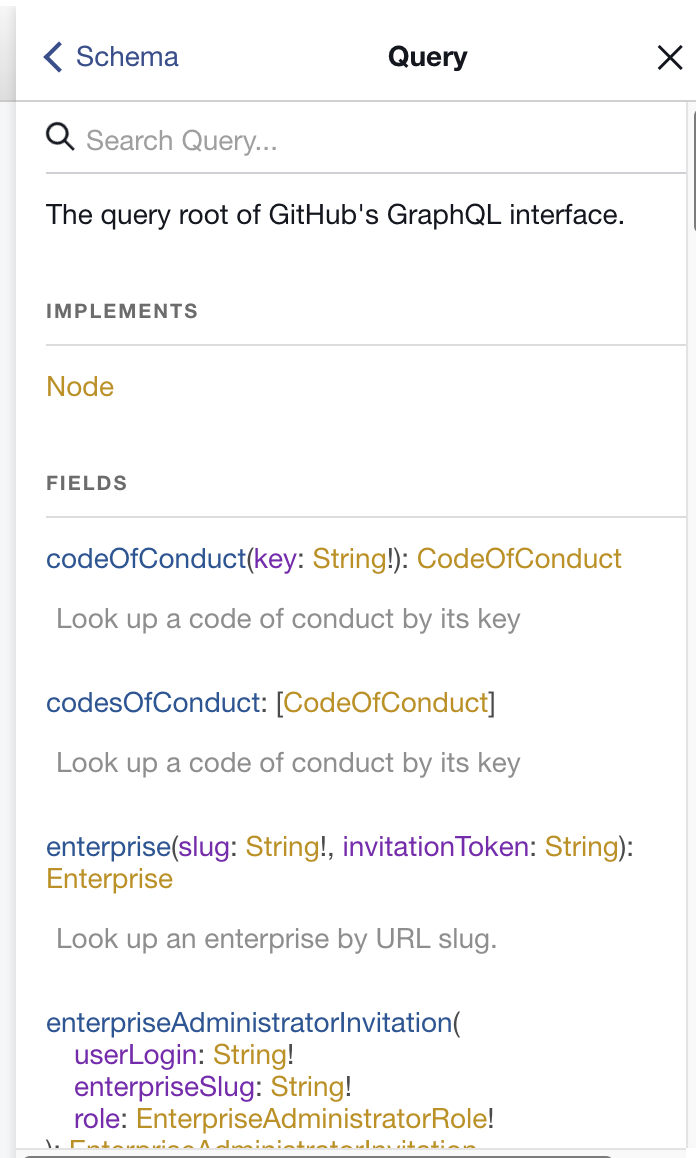 Schema
Query
Search Query...
The query root of GitHub's GraphQL interface.
IMPLEMENTS
Node
FIELDS
codeOfConduct(key: String!): CodeOfConduct
Look up a code of conduct by its key
codesOfConduct: [CodeOfConduct]
Look up a code of conduct by its key
enterprise(slug: String!, invitationToken: String):
Enterprise
Look up an enterprise by URL slug.
enterpriseAdministratorInvitation(
userLogin: String!
enterpriseSlug: String!
role: EnterpriseAdministratorRole!
): EnterpriseAdministratorInvitation